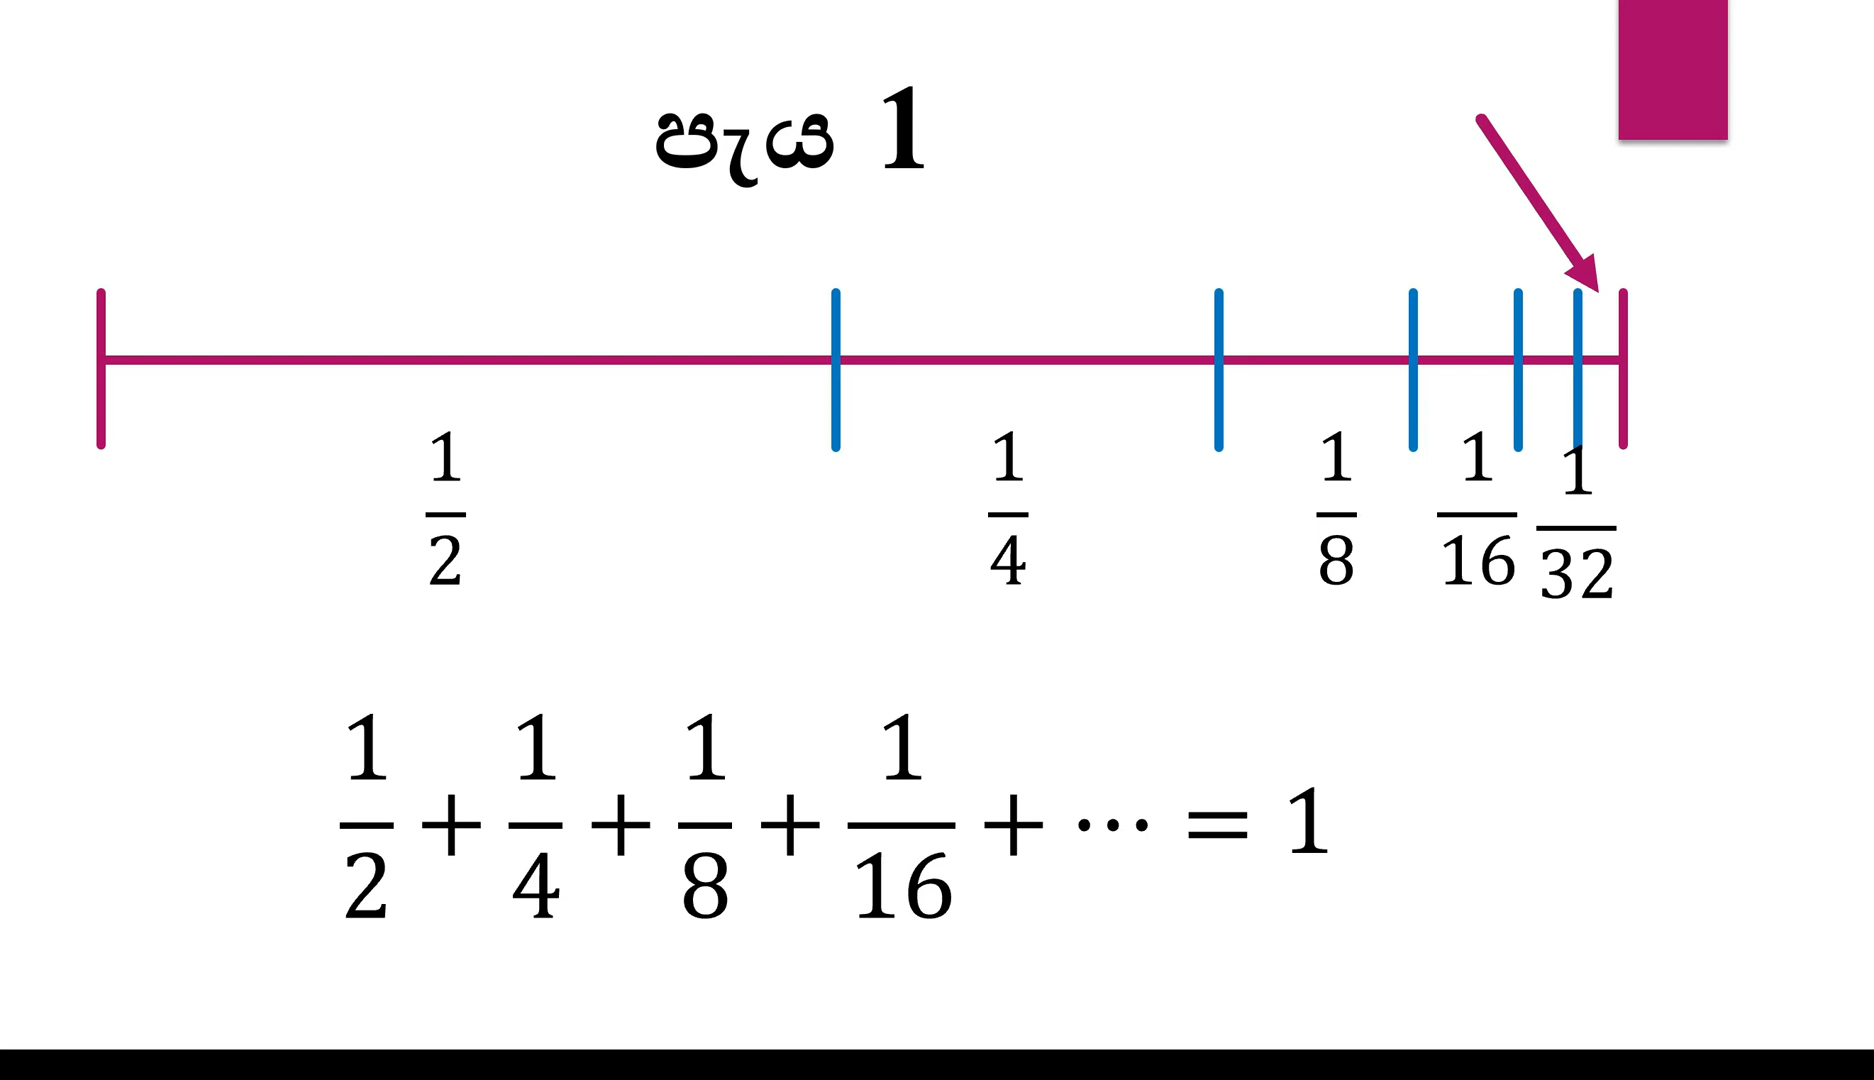 පැය 1
1/2 1/4 1/8 1/16 1/32
1/2 + 1/4 + 1/8 + 1/16 + ⋯ = 1